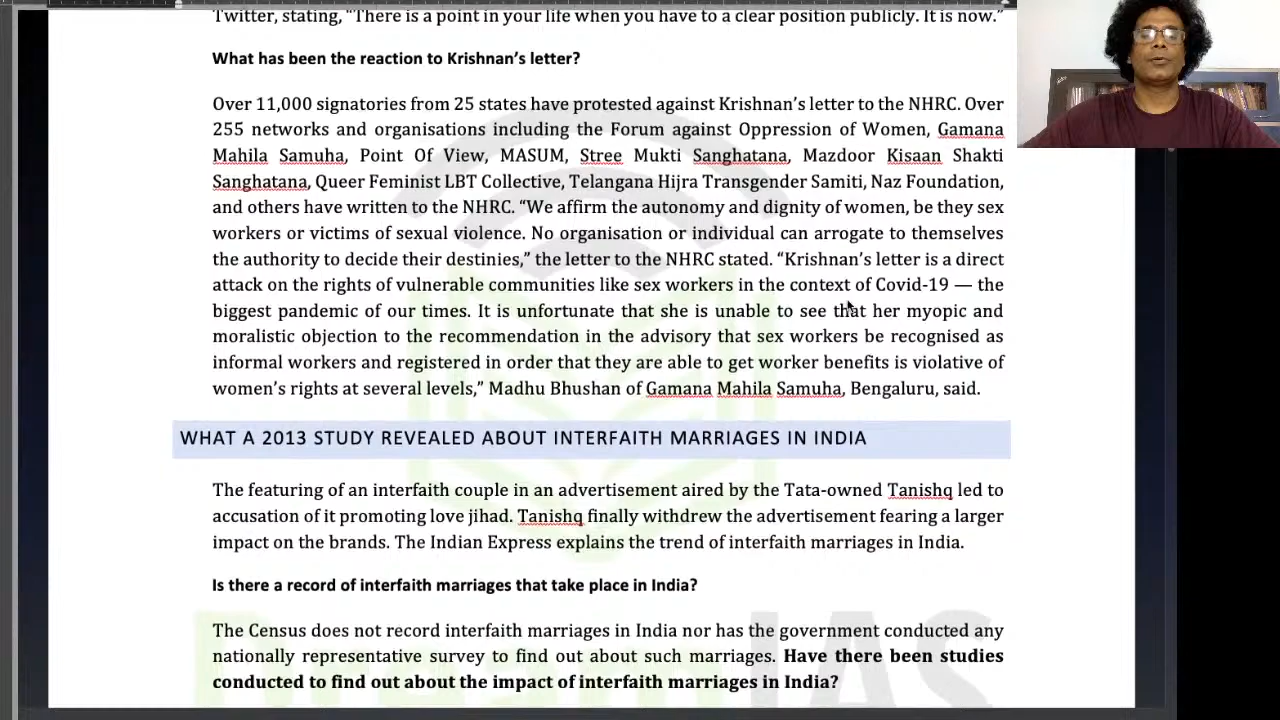 Twitter, stating, “There is a point in your life when you have to a clear position publicly. It is now.”
What has been the reaction to Krishnan’s letter?
Over 11,000 signatories from 25 states have protested against Krishnan’s letter to the NHRC. Over
255 networks and organisations including the Forum against Oppression of Women, Gamana
Mahila Samuha, Point Of View, MASUM, Stree Mukti Sanghatana, Mazdoor Kisaan Shakti
Sanghatana, Queer Feminist LBT Collective, Telangana Hijra Transgender Samiti, Naz Foundation,
and others have written to the NHRC. “We affirm the autonomy and dignity of women, be they sex
workers or victims of sexual violence. No organisation or individual can arrogate to themselves
the authority to decide their destinies,” the letter to the NHRC stated. “Krishnan’s letter is a direct
attack on the rights of vulnerable communities like sex workers in the context of Covid-19 — the
biggest pandemic of our times. It is unfortunate that she is unable to see that her myopic and
moralistic objection to the recommendation in the advisory that sex workers be recognised as
informal workers and registered in order that they are able to get worker benefits is violative of
women’s rights at several levels,” Madhu Bhushan of Gamana Mahila Samuha, Bengaluru, said.
WHAT A 2013 STUDY REVEALED ABOUT INTERFAITH MARRIAGES IN INDIA
The featuring of an interfaith couple in an advertisement aired by the Tata-owned Tanishq led to
accusation of it promoting love jihad. Tanishq finally withdrew the advertisement fearing a larger
impact on the brands. The Indian Express explains the trend of interfaith marriages in India.
Is there a record of interfaith marriages that take place in India?
The Census does not record interfaith marriages in India nor has the government conducted any
nationally representative survey to find out about such marriages. Have there been studies
conducted to find out about the impact of interfaith marriages in India?
IAS